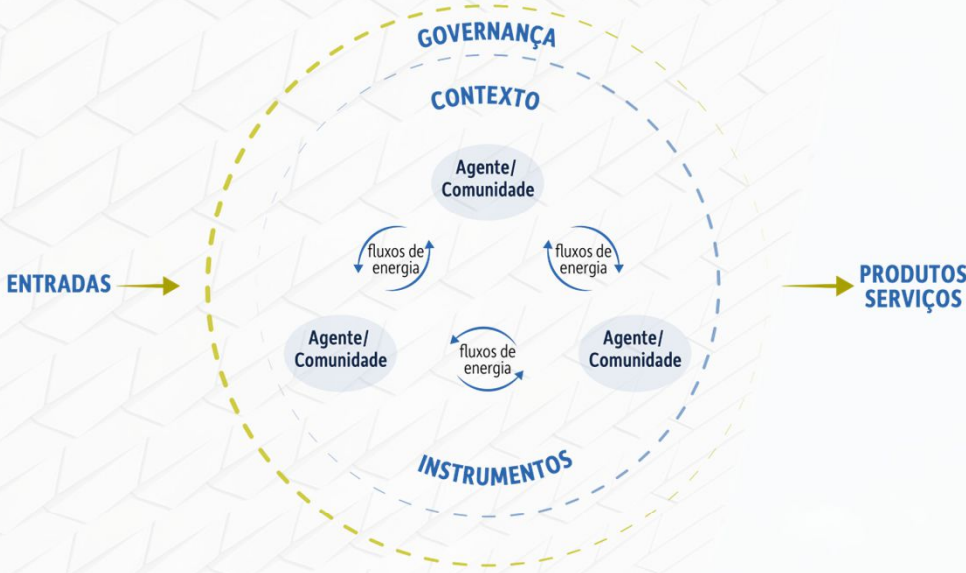 GOVERNANÇA
CONTEXTO
Agente/
Comunidade
fluxos de
energia
fluxos de
energia
ENTRADAS
PRODUTOS
SERVIÇOS
Agente/
Comunidade
fluxos de
energia
Agente/
Comunidade
INSTRUMENTOS